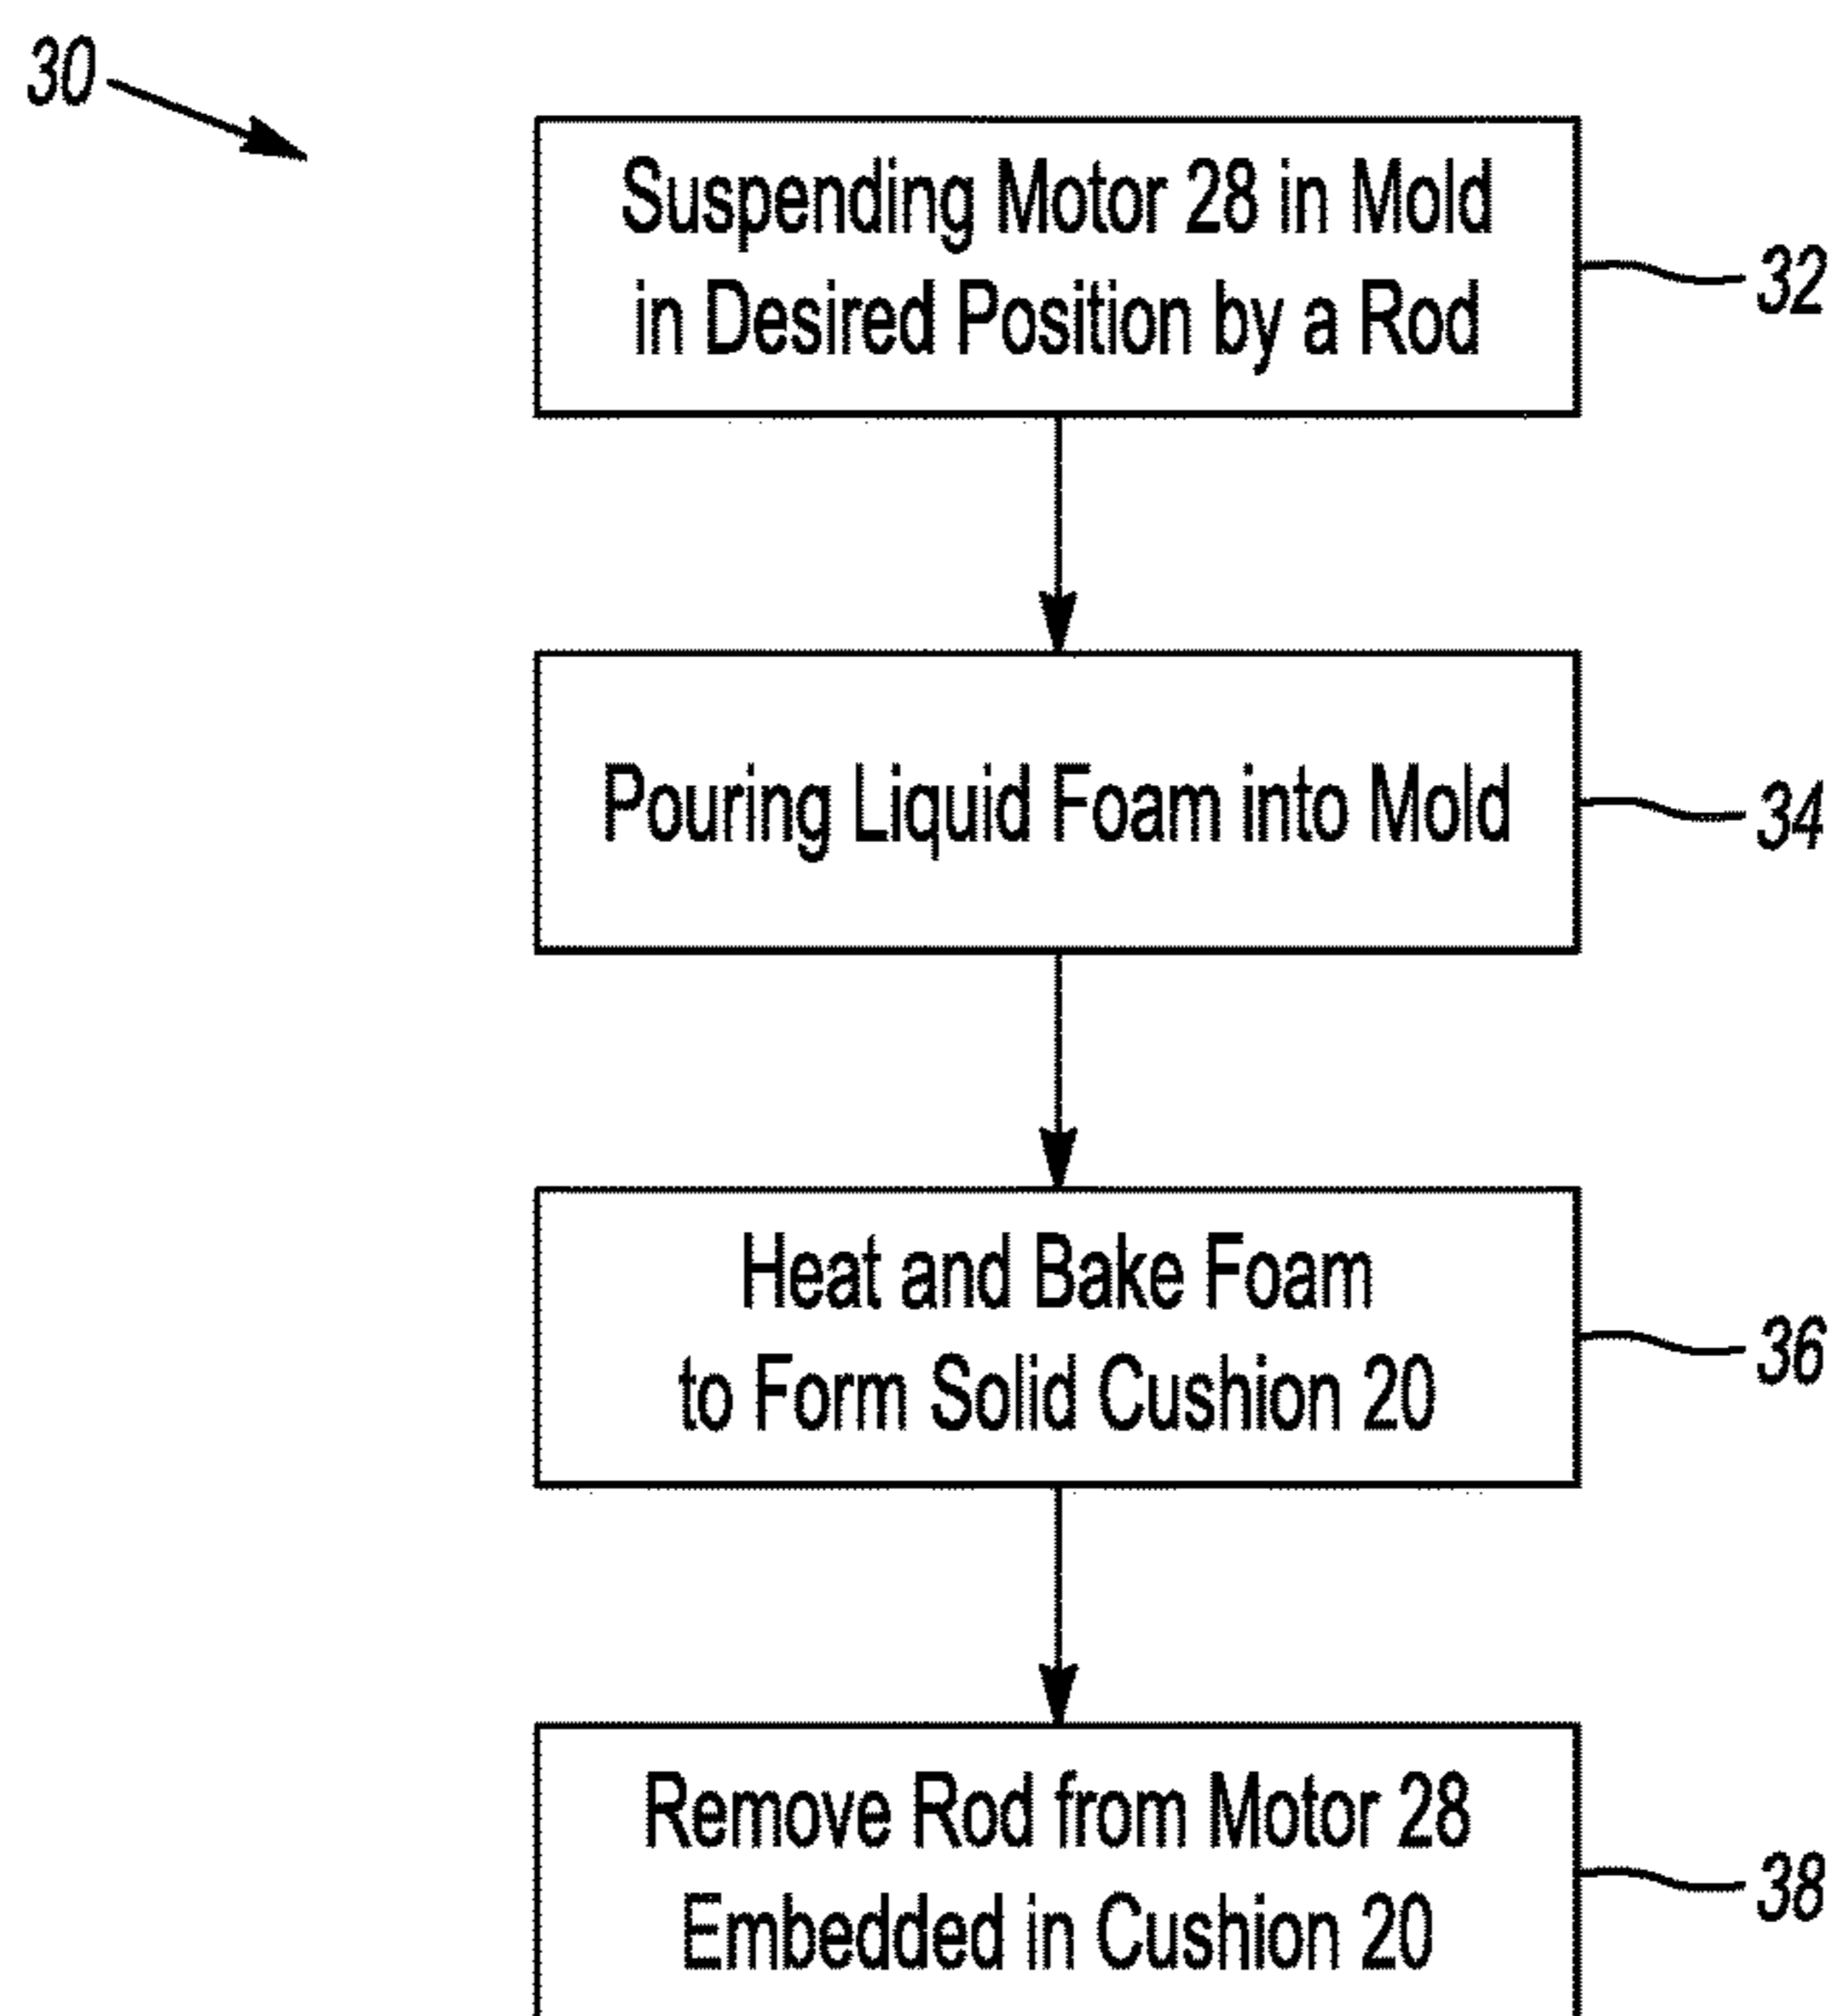 30
Suspending Motor 28 in Mold
in Desired Position by a Rod
32
Pouring Liquid Foam into Mold
34
Heat and Bake Foam
to Form Solid Cushion 20
36
Remove Rod from Motor 28
Embedded in Cushion 20
38